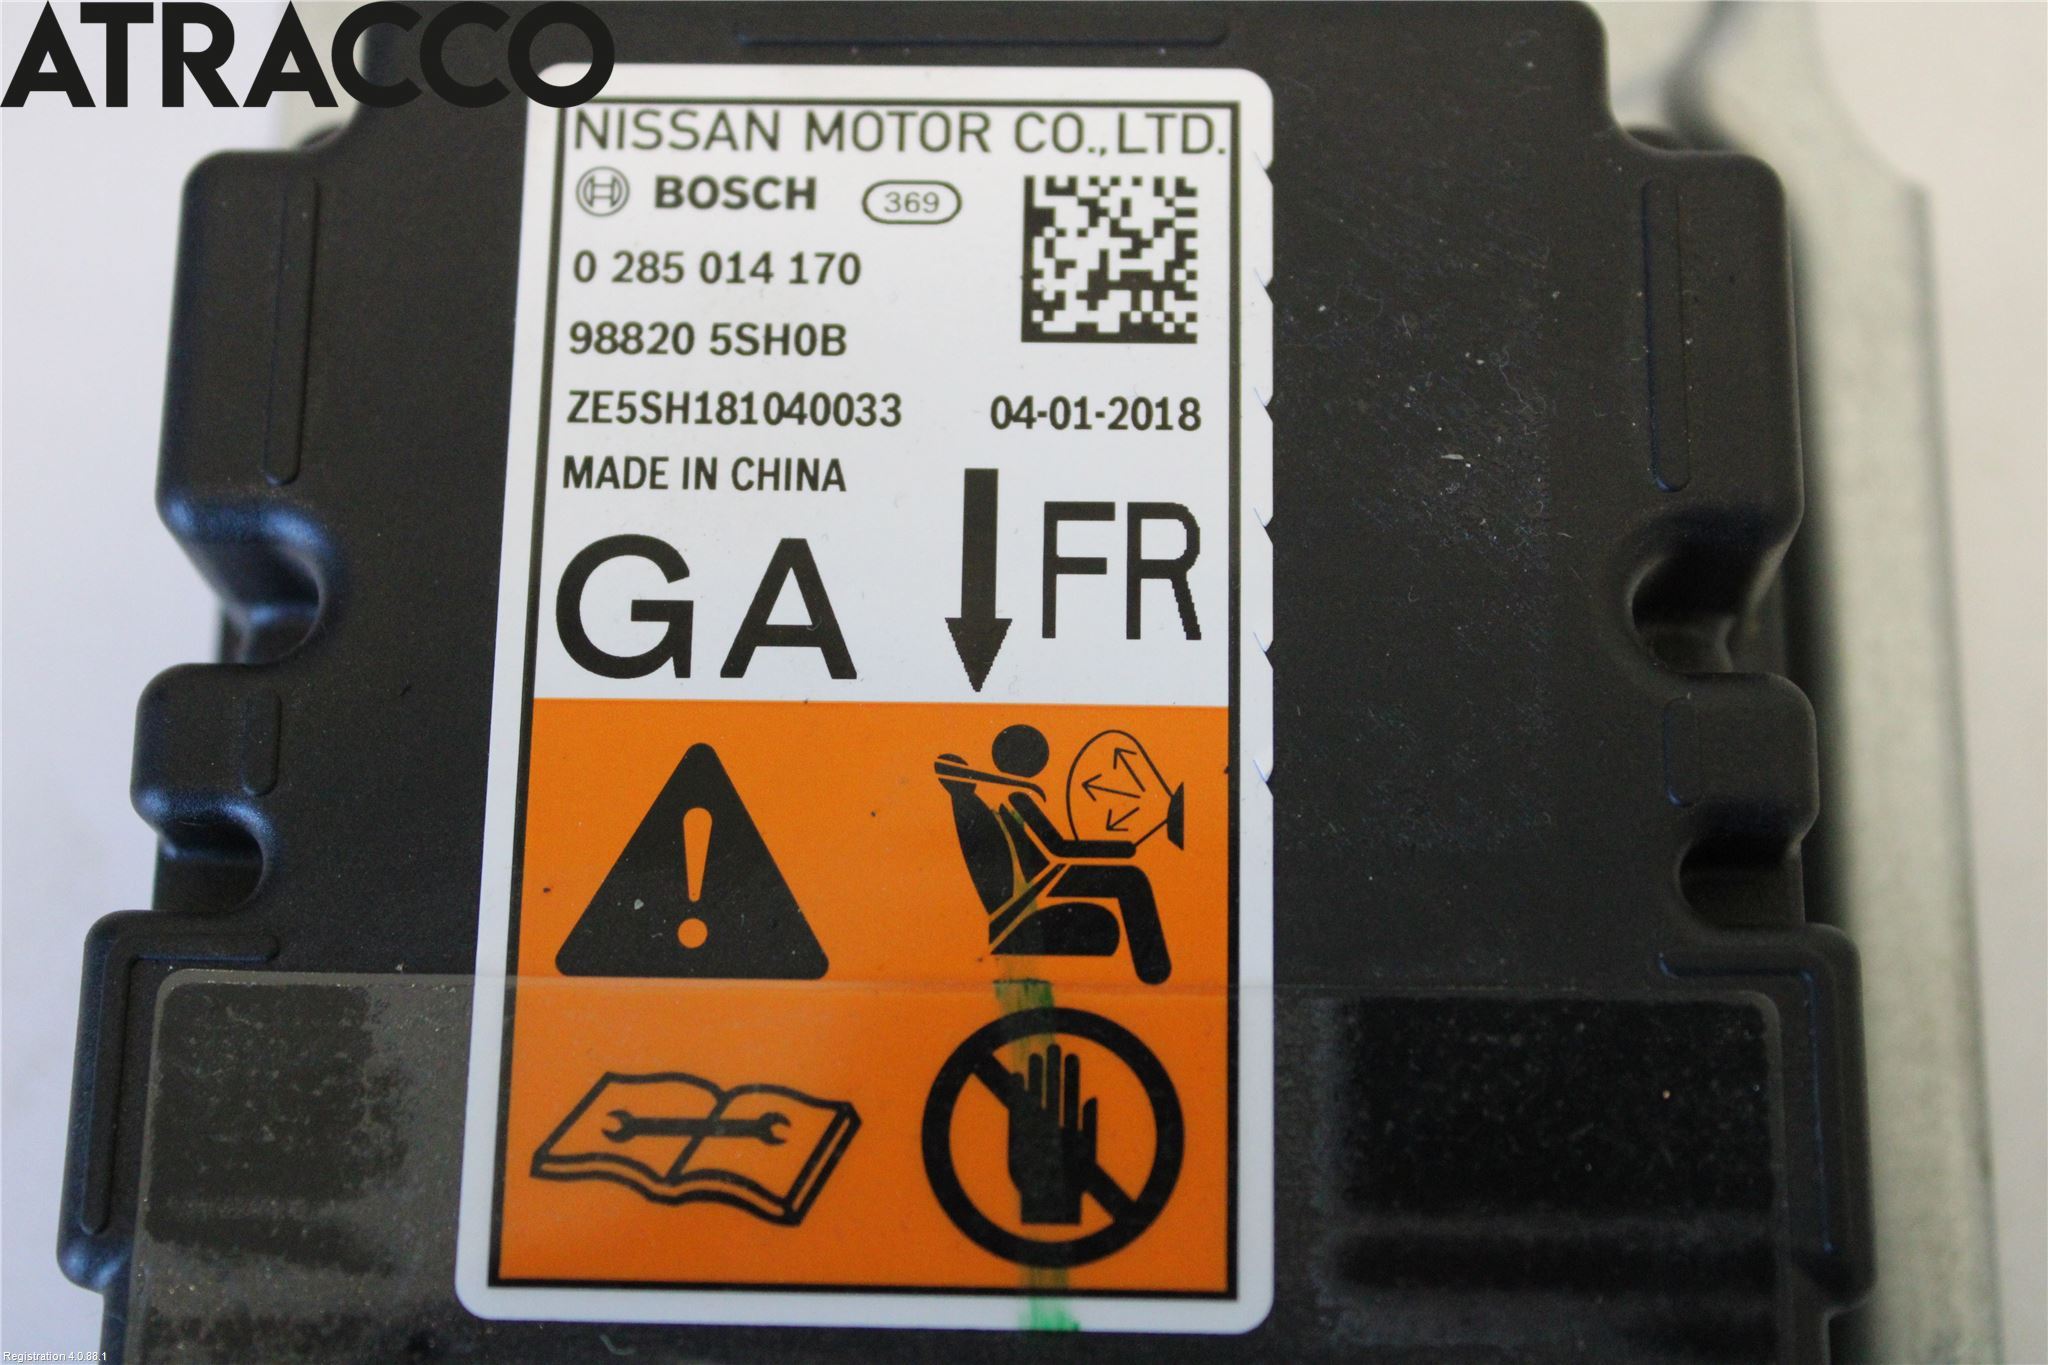 ATRACCO
NISSAN MOTOR CO.,LTD.
BOSCH 369
0 285 014 170
98820 5SH0B
ZE5SH181040033 04-01-2018
MADE IN CHINA
GA FR
Registration 4.0.88.1